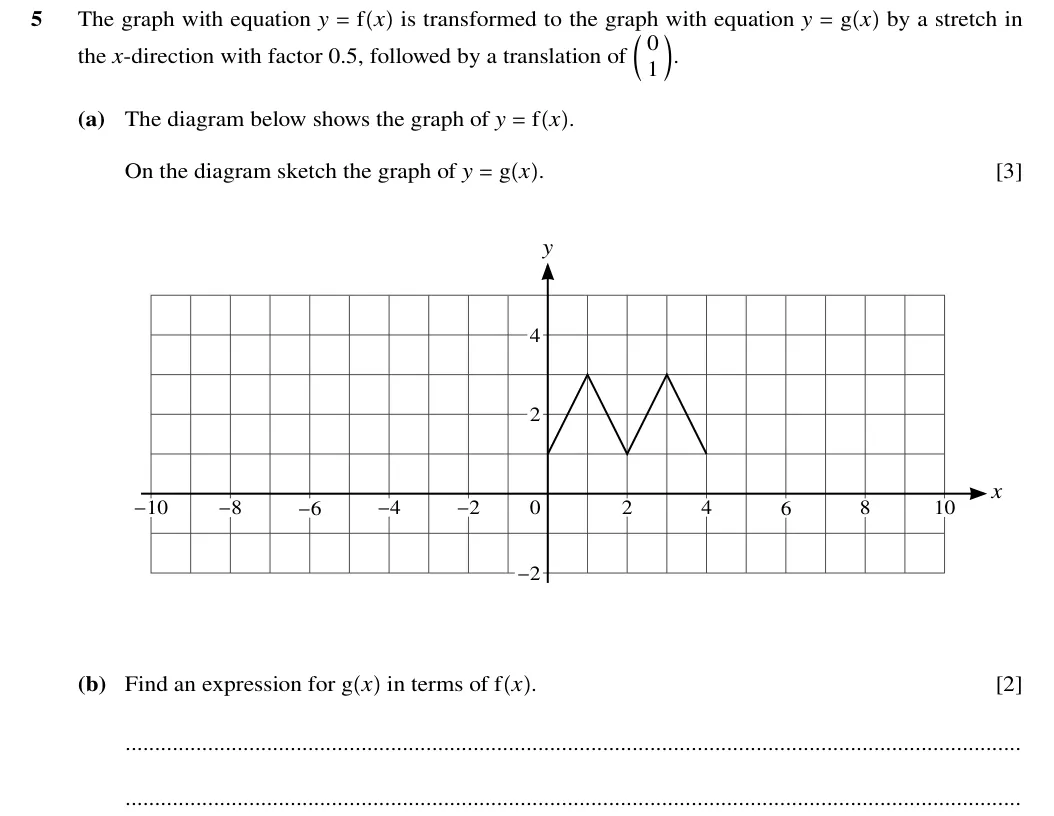 5 The graph with equation y = f(x) is transformed to the graph with equation y = g(x) by a stretch in
the x-direction with factor 0.5, followed by a translation of (0 1).
(a) The diagram below shows the graph of y = f(x).
On the diagram sketch the graph of y = g(x). [3]
y
4
2
−10 −8 −6 −4 −2 0 2 4 6 8 10 x
−2
(b) Find an expression for g(x) in terms of f(x). [2]